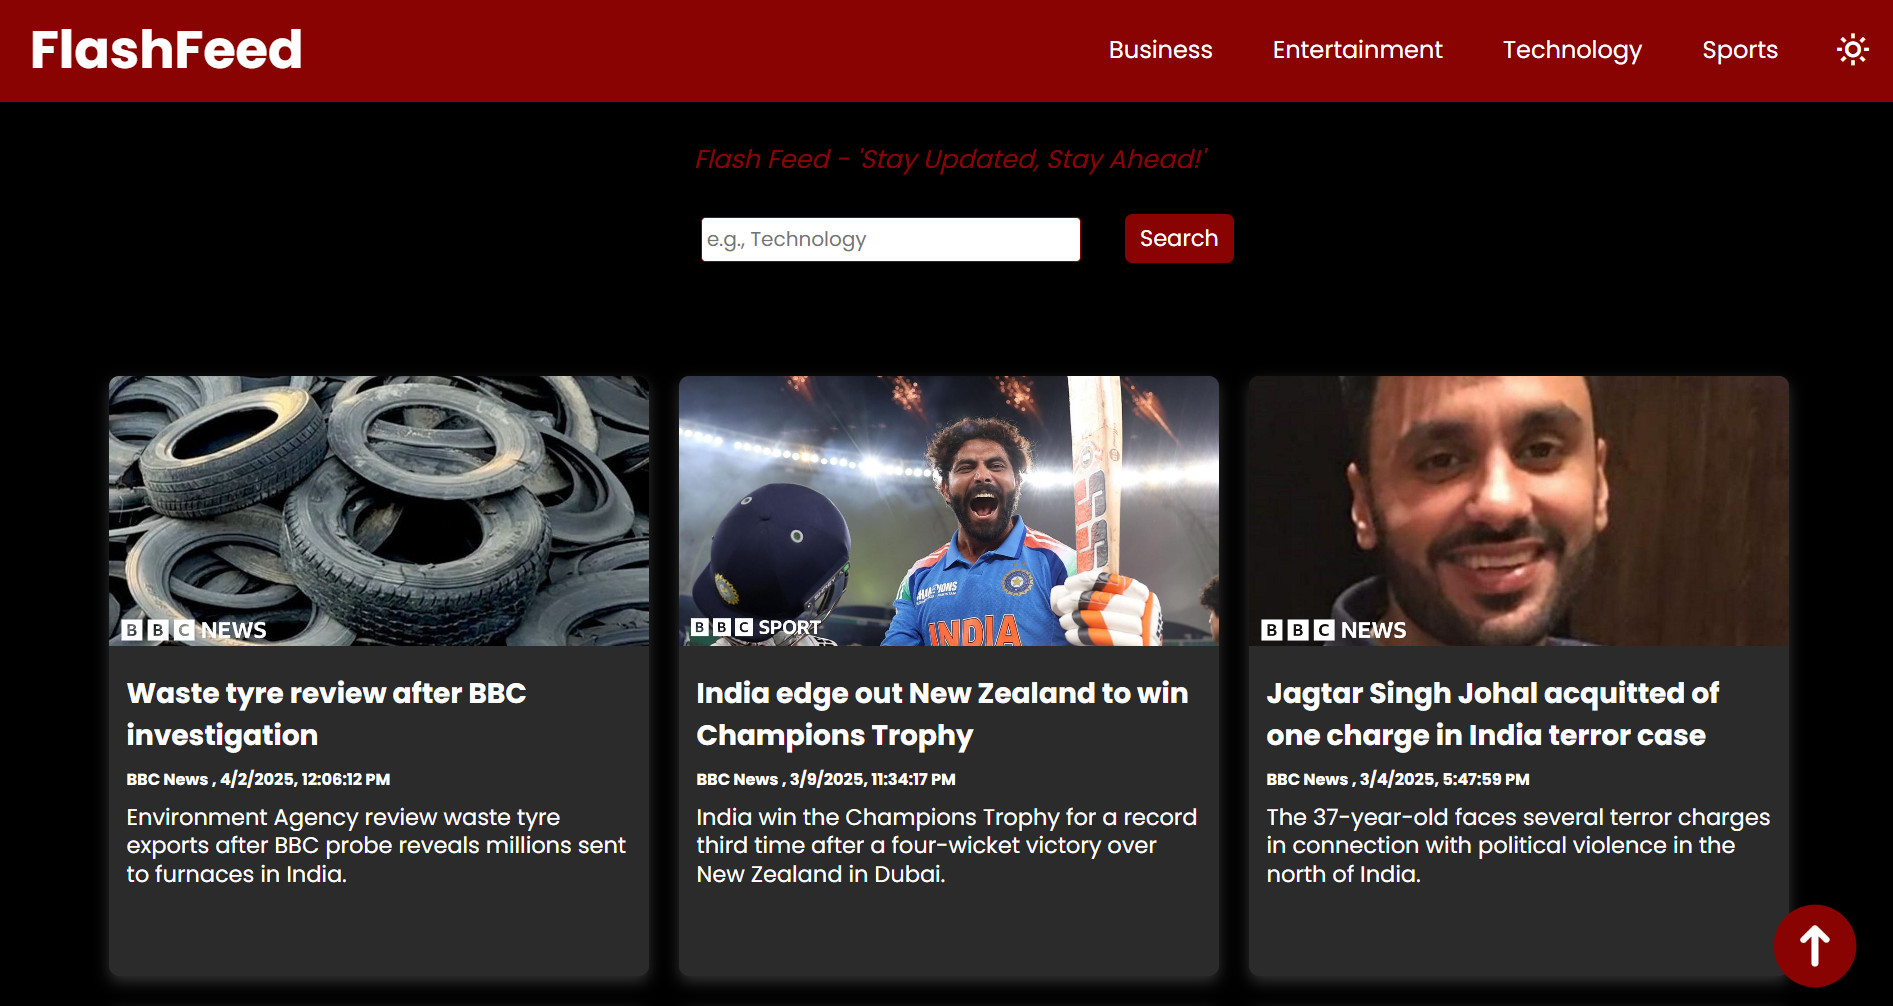 FlashFeed
Business
Entertainment
Technology
Sports
Flash Feed - 'Stay Updated, Stay Ahead!'
e.g., Technology
Search
BBC NEWS
Waste tyre review after BBC
investigation
BBC News , 4/2/2025, 12:06:12 PM
Environment Agency review waste tyre
exports after BBC probe reveals millions sent
to furnaces in India.
CHAMPIONS
INDIA
BBC SPORT
India edge out New Zealand to win
Champions Trophy
BBC News , 3/9/2025, 11:34:17 PM
India win the Champions Trophy for a record
third time after a four-wicket victory over
New Zealand in Dubai.
BBC NEWS
Jagtar Singh Johal acquitted of
one charge in India terror case
BBC News , 3/4/2025, 5:47:59 PM
The 37-year-old faces several terror charges
in connection with political violence in the
north of India.